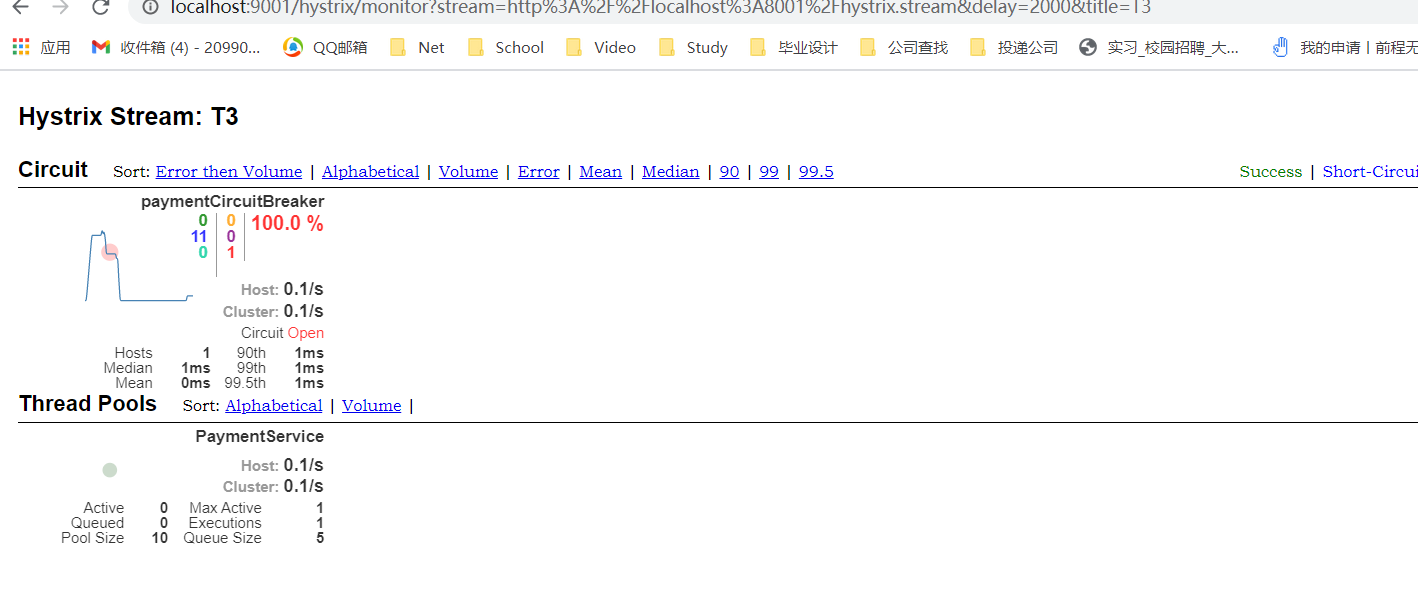 localhost:9001/hystrix/monitor?stream=http%3A%2F%2Flocalhost%3A8001%2Fhystrix.stream&delay=2000&title=T3
应用 收件箱 (4) - 20990... QQ邮箱 Net School Video Study 毕业设计 公司查找 投递公司 实习_校园招聘_大... 我的申请丨前程无
Hystrix Stream: T3
Circuit Sort: Error then Volume | Alphabetical | Volume | Error | Mean | Median | 90 | 99 | 99.5 Success | Short-Circui
paymentCircuitBreaker
0 0 100.0 %
11 0
0 1
Host: 0.1/s
Cluster: 0.1/s
Circuit Open
Hosts 1 90th 1ms
Median 1ms 99th 1ms
Mean 0ms 99.5th 1ms
Thread Pools Sort: Alphabetical | Volume |
PaymentService
Host: 0.1/s
Cluster: 0.1/s
Active 0 Max Active 1
Queued 0 Executions 1
Pool Size 10 Queue Size 5